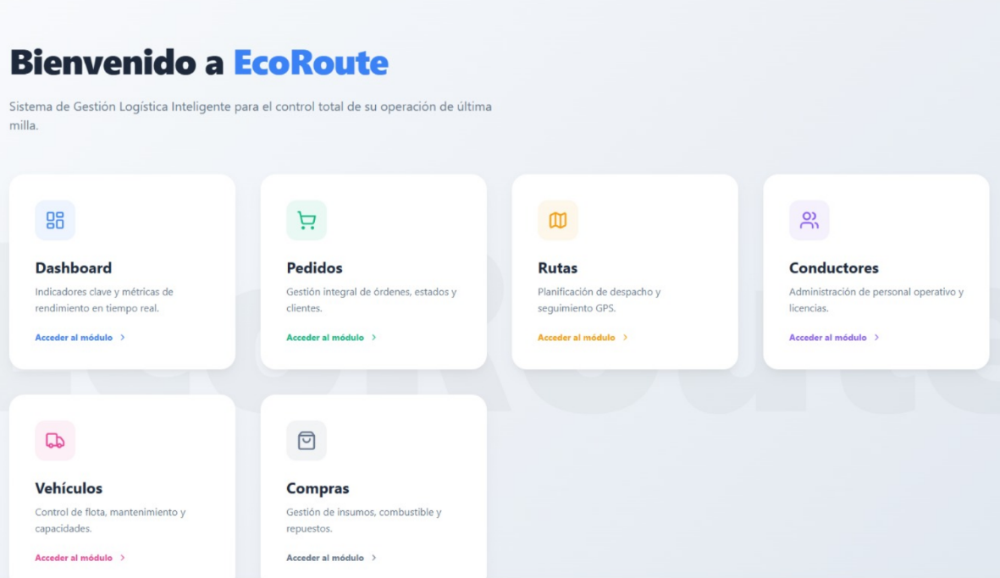 Bienvenido a EcoRoute
Sistema de Gestión Logística Inteligente para el control total de su operación de última
milla.
Dashboard
Indicadores clave y métricas de
rendimiento en tiempo real.
Acceder al módulo
Pedidos
Gestión integral de órdenes, estados y
clientes.
Acceder al módulo
Rutas
Planificación de despacho y
seguimiento GPS.
Acceder al módulo
Conductores
Administración de personal operativo y
licencias.
Acceder al módulo
Vehículos
Control de flota, mantenimiento y
capacidades.
Acceder al módulo
Compras
Gestión de insumos, combustible y
repuestos.
Acceder al módulo
EcoRoute